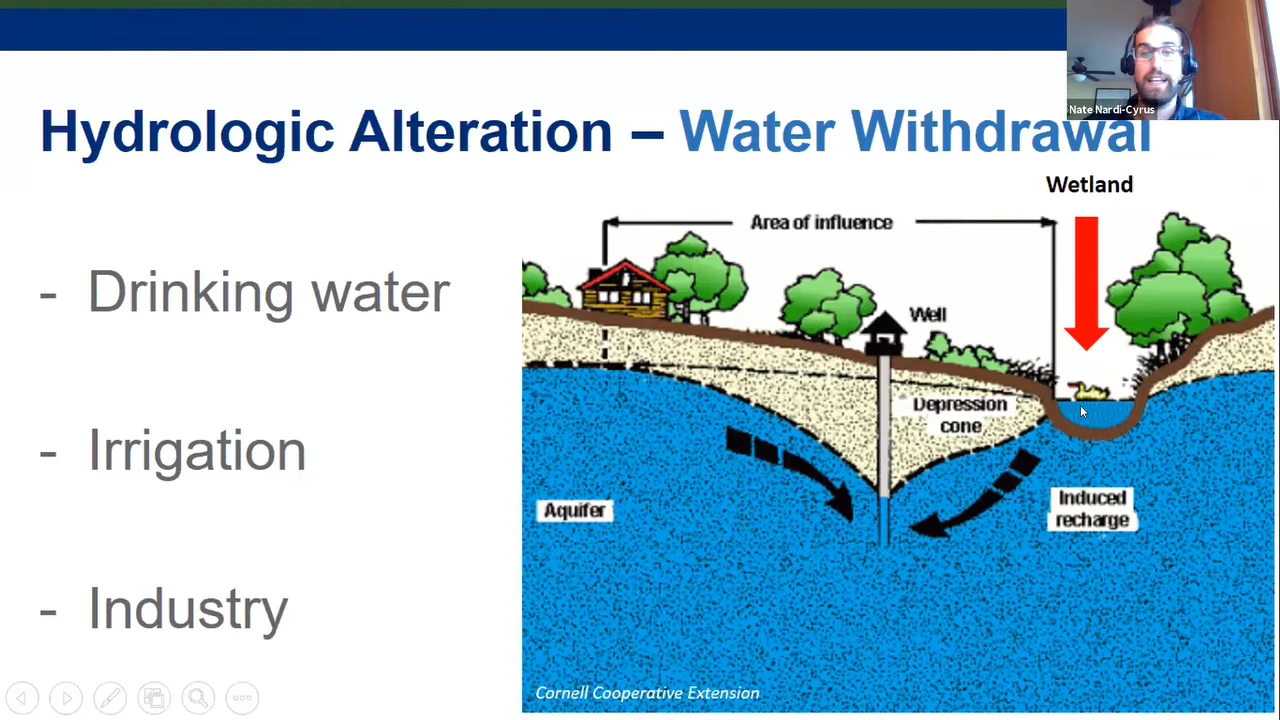 Nate Nardi-Cyrus
Hydrologic Alteration – Water Withdrawal
Wetland
Area of influence
- Drinking water
Well
Depression
cone
- Irrigation
Induced
recharge
Aquifer
- Industry
Cornell Cooperative Extension